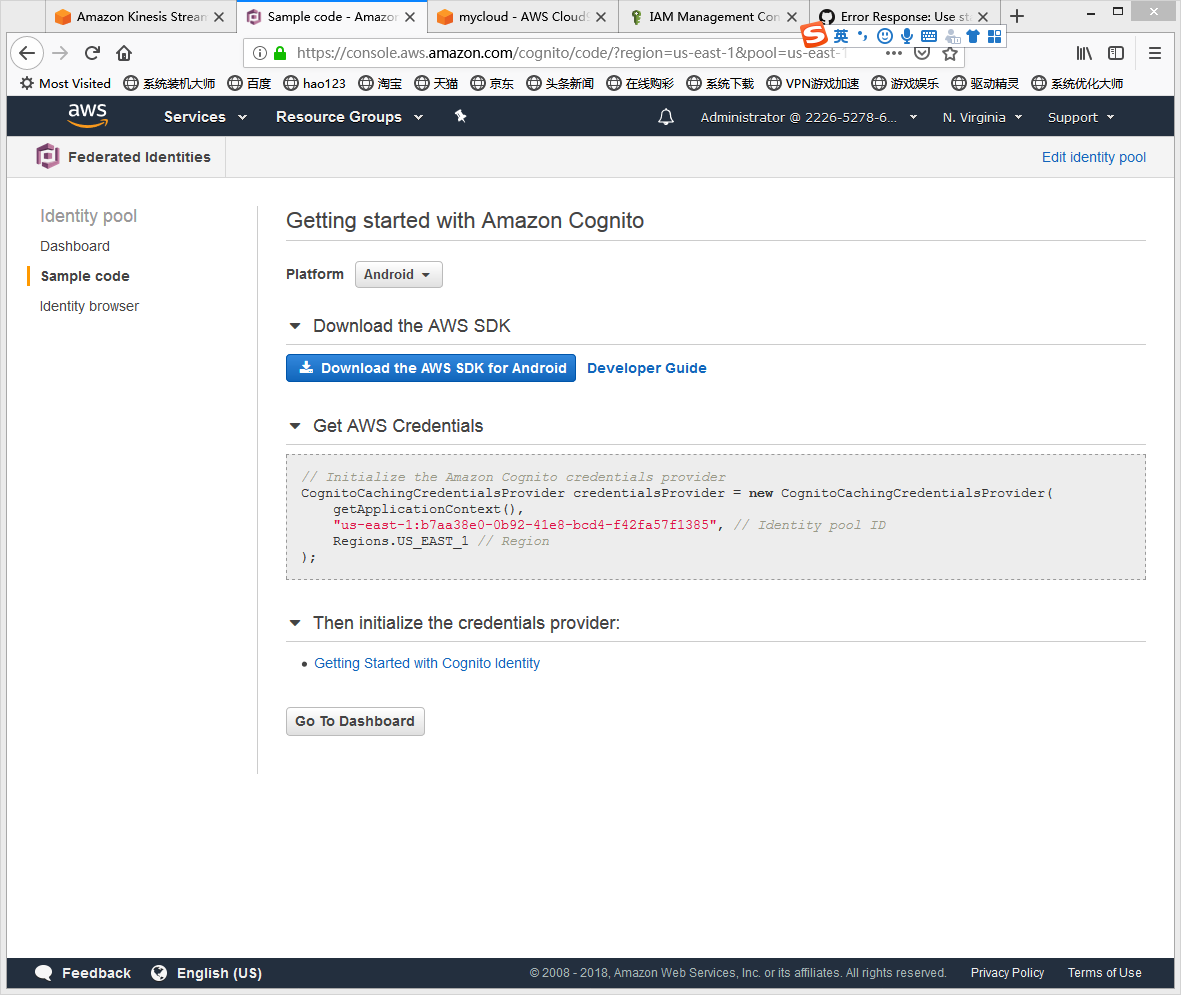 Amazon Kinesis Stream
Sample code - Amazon
mycloud - AWS Cloud
IAM Management Con
Error Response: Use st
英
https://console.aws.amazon.com/cognito/code/?region=us-east-1&pool=us-east-1
Most Visited 系统装机大师 百度 hao123 淘宝 天猫 京东 头条新闻 在线购彩 系统下载 VPN游戏加速 游戏娱乐 驱动精灵 系统优化大师
aws Services Resource Groups Administrator @ 2226-5278-6... N. Virginia Support
Federated Identities Edit identity pool
Identity pool
Dashboard
Sample code
Identity browser
Getting started with Amazon Cognito
Platform Android
Download the AWS SDK
Download the AWS SDK for Android Developer Guide
Get AWS Credentials
// Initialize the Amazon Cognito credentials provider
CognitoCachingCredentialsProvider credentialsProvider = new CognitoCachingCredentialsProvider(
getApplicationContext(),
"us-east-1:b7aa38e0-0b92-41e8-bcd4-f42fa57f1385", // Identity pool ID
Regions.US_EAST_1 // Region
);
Then initialize the credentials provider:
• Getting Started with Cognito Identity
Go To Dashboard
Feedback English (US) © 2008 - 2018, Amazon Web Services, Inc. or its affiliates. All rights reserved. Privacy Policy Terms of Use